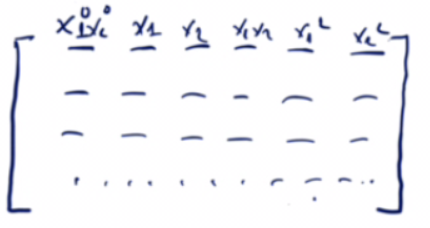 x₁⁰x₂⁰ x₁ x₂ x₁x₂ x₁² x₂²